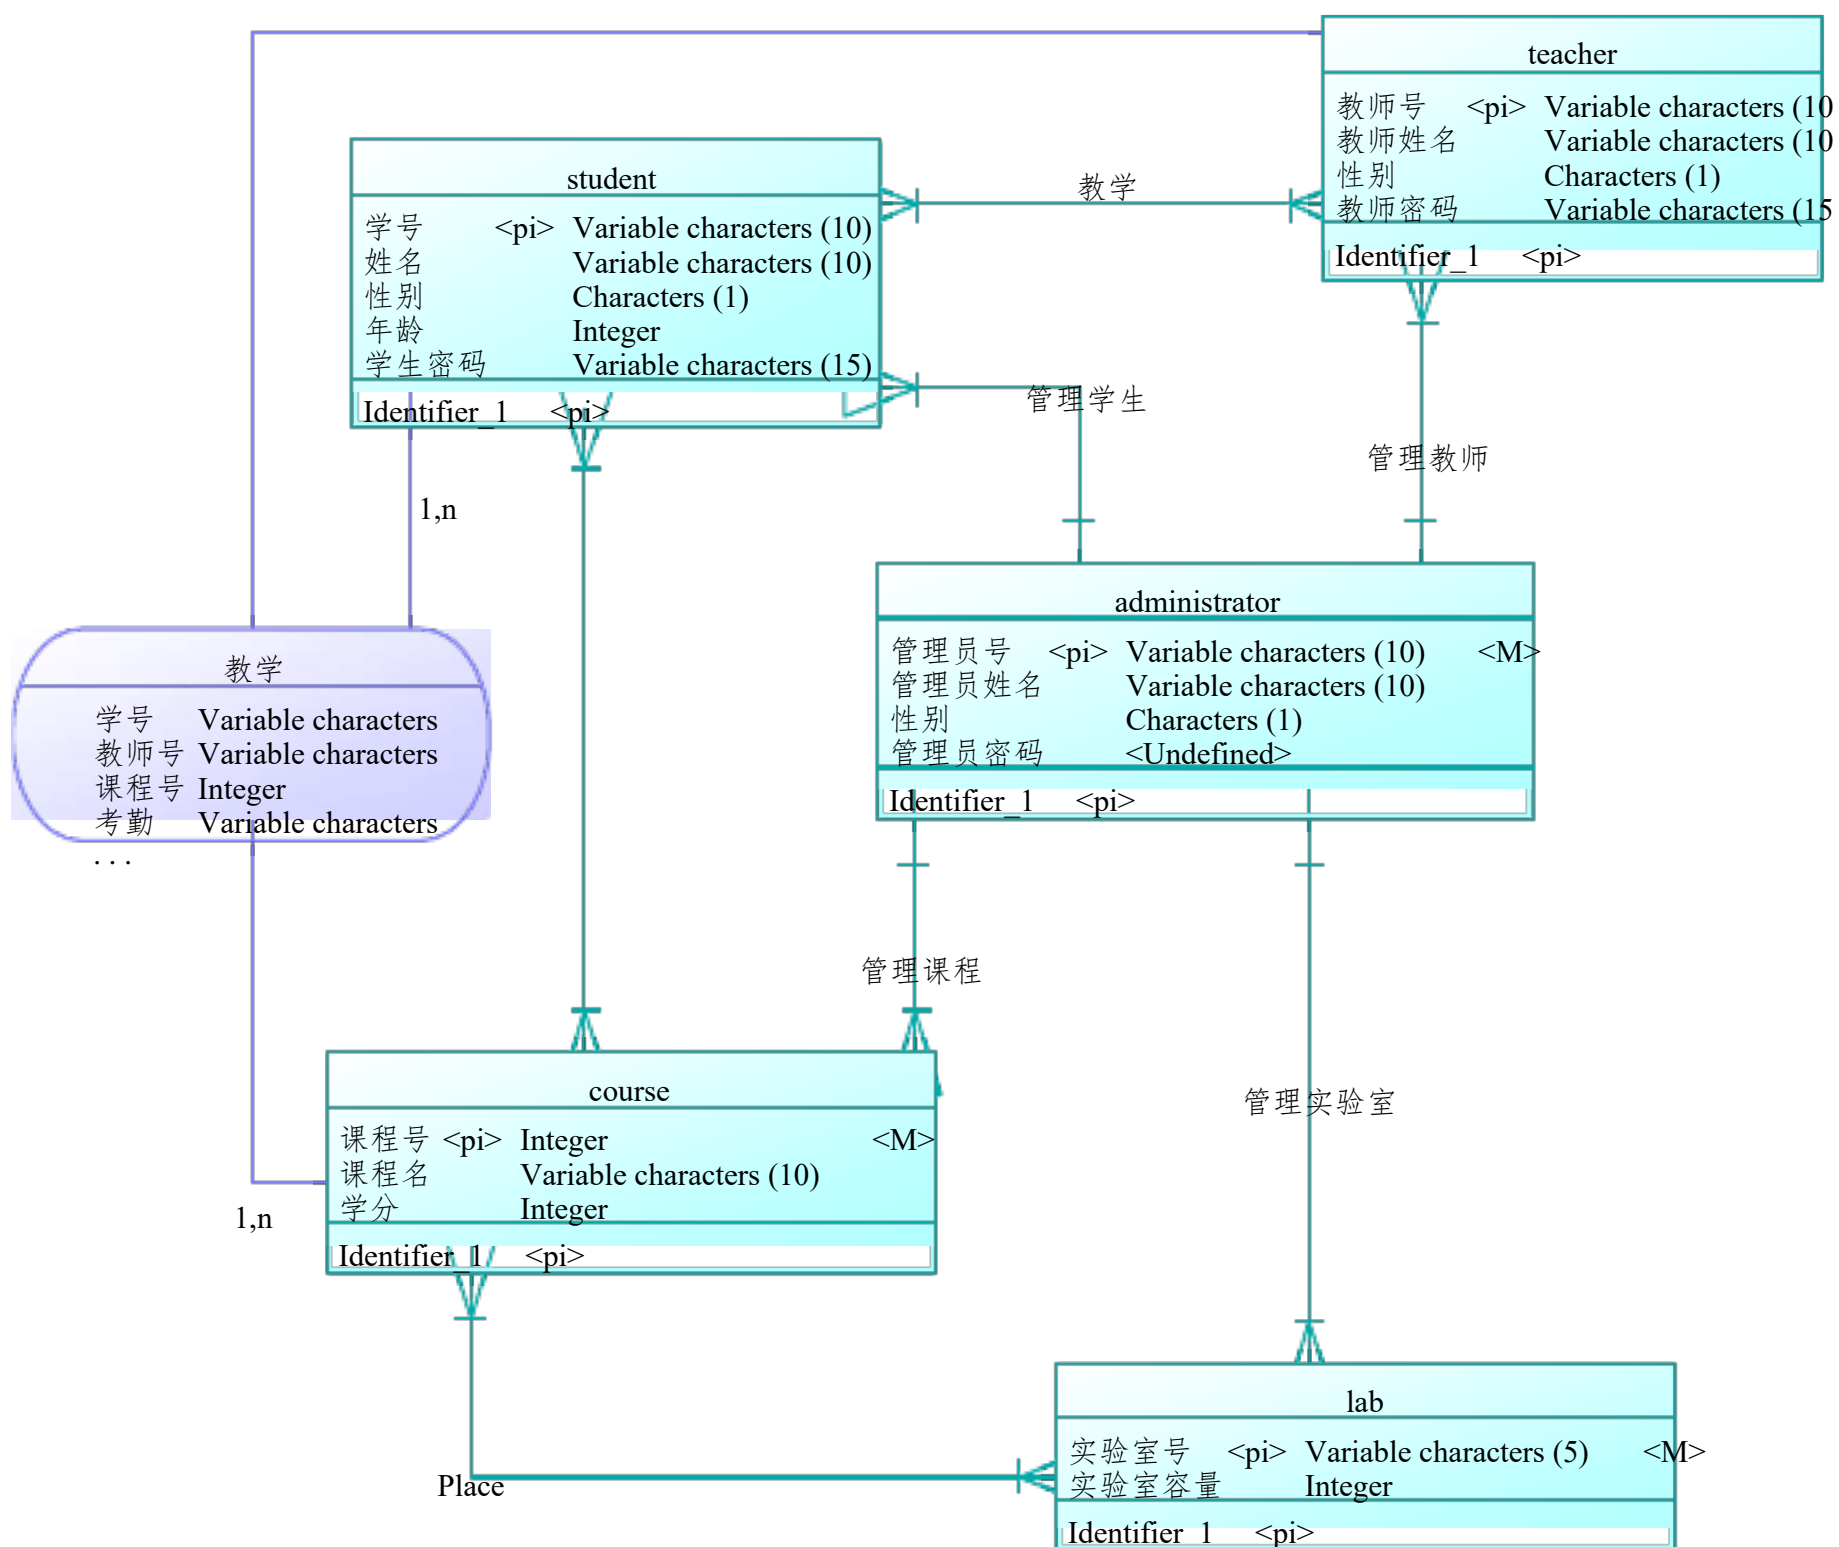 teacher
教师号 <pi> Variable characters (10
教师姓名 Variable characters (10
性别 Characters (1)
教师密码 Variable characters (15
Identifier_1 <pi>
student
学号 <pi> Variable characters (10)
姓名 Variable characters (10)
性别 Characters (1)
年龄 Integer
学生密码 Variable characters (15)
Identifier_1 <pi>
教学
管理学生
管理教师
1,n
administrator
管理员号 <pi> Variable characters (10) <M>
管理员姓名 Variable characters (10)
性别 Characters (1)
管理员密码 <Undefined>
Identifier_1 <pi>
教学
学号 Variable characters
教师号 Variable characters
课程号 Integer
考勤 Variable characters
...
管理课程
管理实验室
course
课程号 <pi> Integer <M>
课程名 Variable characters (10)
学分 Integer
Identifier_1 <pi>
1,n
Place
lab
实验室号 <pi> Variable characters (5) <M>
实验室容量 Integer
Identifier_1 <pi>